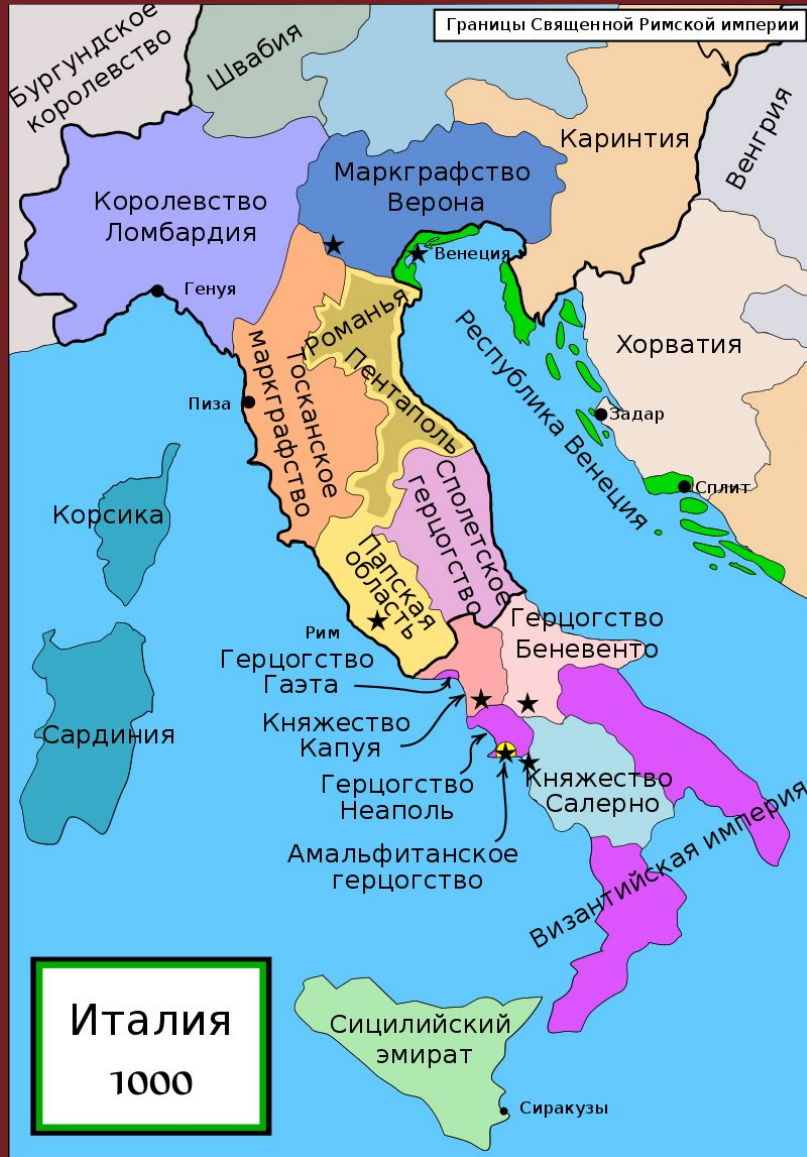 Границы Священной Римской империи
Бургундское
королевство
Швабия
Каринтия
Венгрия
Маркграфство
Верона
Королевство
Ломбардия
Венеция
Генуя
Романья
Пентаполь
Тосканское
маркграфство
Республика Венеция
Хорватия
Пиза
Задар
Сплит
Корсика
Сполетское
герцогство
Папская
область
Рим
Герцогство
Беневенто
Герцогство
Гаэта
Княжество
Капуя
Сардиния
Герцогство
Неаполь
Княжество
Салерно
Амальфитанское
герцогство
Византийская империя
Италия
1000
Сицилийский
эмират
Сиракузы